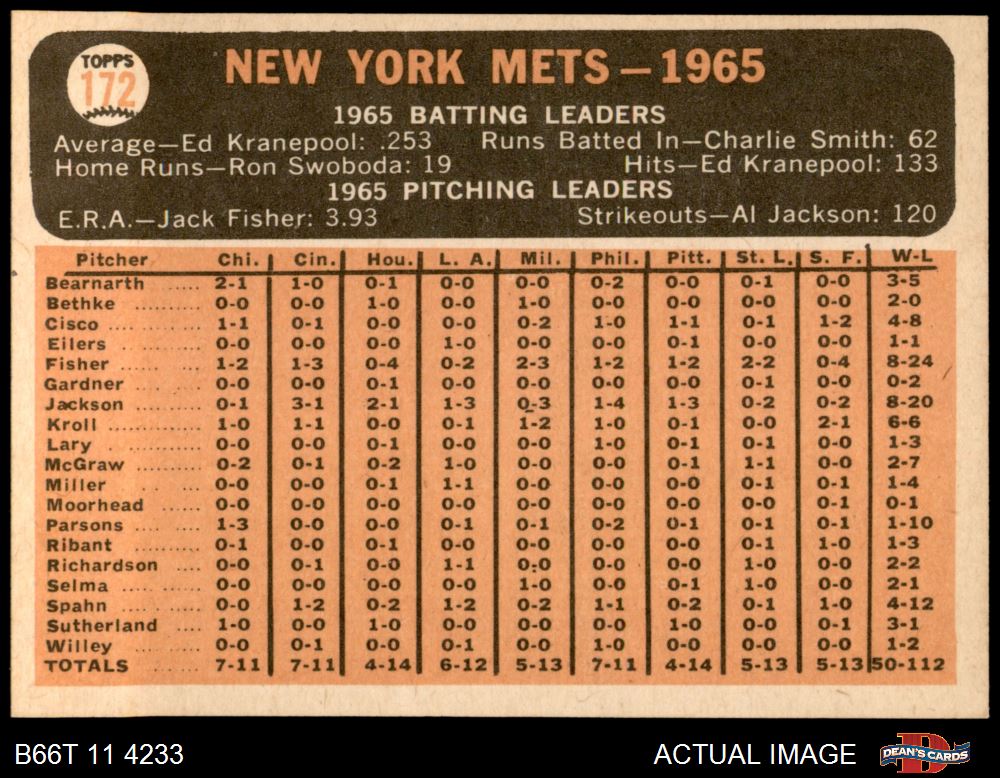 TOPPS
172
NEW YORK METS — 1965
1965 BATTING LEADERS
Average—Ed Kranepool: .253 Runs Batted In—Charlie Smith: 62
Home Runs—Ron Swoboda: 19 Hits—Ed Kranepool: 133
1965 PITCHING LEADERS
E.R.A.—Jack Fisher: 3.93 Strikeouts—Al Jackson: 120
Pitcher Chi. Cin. Hou. L. A. Mil. Phil. Pitt. St. L. S. F. W-L
Bearnarth ..... 2-1 1-0 0-1 0-0 0-0 0-2 0-0 0-1 0-0 3-5
Bethke ..... 0-0 0-0 1-0 0-0 1-0 0-0 0-0 0-0 0-0 2-0
Cisco ..... 1-1 0-1 0-0 0-0 0-2 1-0 1-1 0-1 1-2 4-8
Eilers ..... 0-0 0-0 0-0 1-0 0-0 0-0 0-1 0-0 0-0 1-1
Fisher ..... 1-2 1-3 0-4 0-2 2-3 1-2 1-2 2-2 0-4 8-24
Gardner ..... 0-0 0-0 0-1 0-0 0-0 0-0 0-0 0-1 0-0 0-2
Jackson ..... 0-1 3-1 2-1 1-3 0-3 1-4 1-3 0-2 0-2 8-20
Kroll ..... 1-0 1-1 0-0 0-1 1-2 1-0 0-1 0-0 2-1 6-6
Lary ..... 0-0 0-0 0-1 0-0 0-0 1-0 0-1 0-1 0-0 1-3
McGraw ..... 0-2 0-1 0-2 1-0 0-0 0-0 0-1 1-1 0-0 2-7
Miller ..... 0-0 0-0 0-1 1-1 0-0 0-0 0-1 0-0 0-1 1-4
Moorhead ..... 0-0 0-0 0-0 0-0 0-0 0-0 0-0 0-0 0-1 0-1
Parsons ..... 1-3 0-0 0-0 0-1 0-1 0-2 0-1 0-1 0-1 1-10
Ribant ..... 0-1 0-0 0-1 0-0 0-0 0-0 0-0 0-1 1-0 1-3
Richardson ..... 0-0 0-1 0-0 1-1 0-0 0-0 0-0 1-0 0-0 2-2
Selma ..... 0-0 0-0 0-0 0-0 1-0 0-0 0-1 1-0 0-0 2-1
Spahn ..... 0-0 1-2 0-2 1-2 0-2 1-1 0-2 0-1 1-0 4-12
Sutherland ..... 1-0 0-0 1-0 0-0 0-0 0-0 1-0 0-0 0-1 3-1
Willey ..... 0-0 0-1 0-0 0-1 0-0 1-0 0-0 0-0 0-0 1-2
TOTALS ..... 7-11 7-11 4-14 6-12 5-13 7-11 4-14 5-13 5-13 50-112
B66T 11 4233 ACTUAL IMAGE DEAN'S CARDS